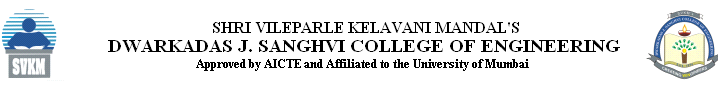 SHRI VILEPARLE KELAVANI MANDAL'S
DWARKADAS J. SANGHVI COLLEGE OF ENGINEERING
Approved by AICTE and Affiliated to the University of Mumbai
SVKM